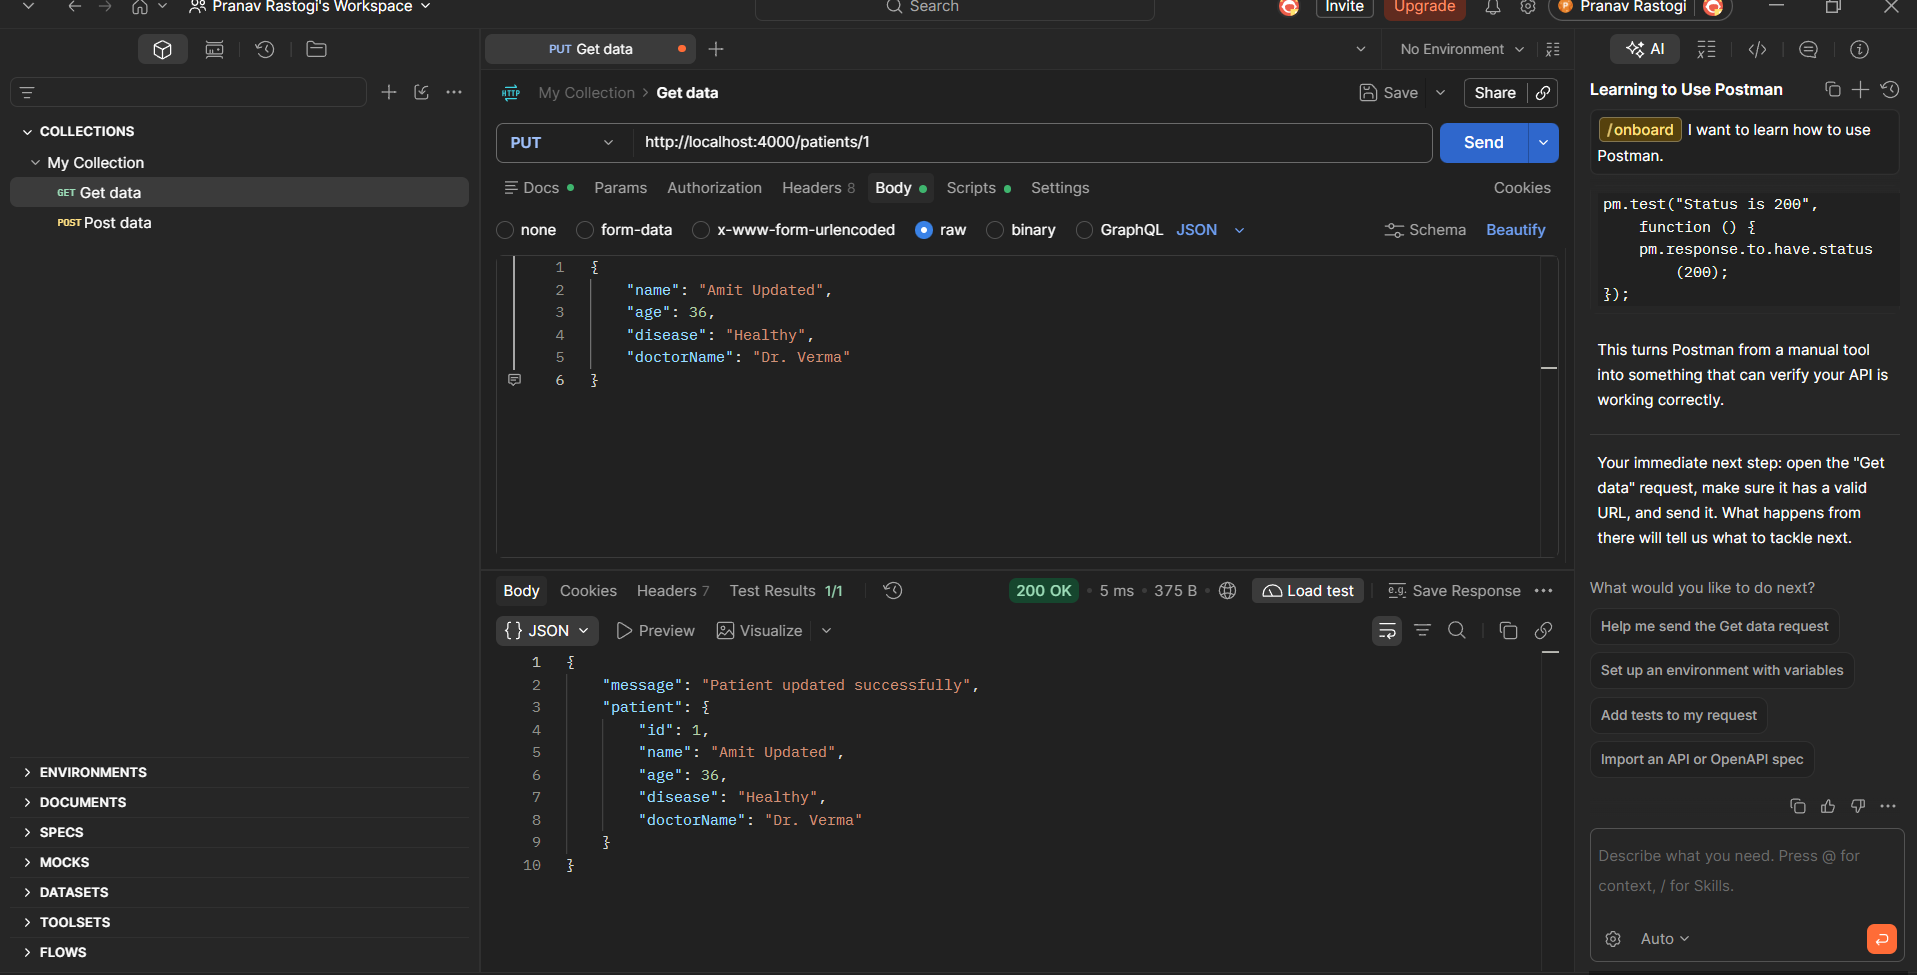 Pranav Rastogi's Workspace
Search
Invite
Upgrade
P
Pranav Rastogi
PUT Get data
No Environment
AI
HTTP
My Collection > Get data
Save
Share
Learning to Use Postman
COLLECTIONS
My Collection
GET Get data
POST Post data
PUT
http://localhost:4000/patients/1
Send
Docs
Params
Authorization
Headers 8
Body
Scripts
Settings
Cookies
none
form-data
x-www-form-urlencoded
raw
binary
GraphQL
JSON
Schema
Beautify
1 {
2 "name": "Amit Updated",
3 "age": 36,
4 "disease": "Healthy",
5 "doctorName": "Dr. Verma"
6 }
Body
Cookies
Headers 7
Test Results 1/1
200 OK
5 ms
375 B
Load test
e.g. Save Response
{} JSON
Preview
Visualize
1 {
2 "message": "Patient updated successfully",
3 "patient": {
4 "id": 1,
5 "name": "Amit Updated",
6 "age": 36,
7 "disease": "Healthy",
8 "doctorName": "Dr. Verma"
9 }
10 }
ENVIRONMENTS
DOCUMENTS
SPECS
MOCKS
DATASETS
TOOLSETS
FLOWS
/onboard I want to learn how to use
Postman.
pm.test("Status is 200",
function () {
pm.response.to.have.status
(200);
});
This turns Postman from a manual tool
into something that can verify your API is
working correctly.
Your immediate next step: open the "Get
data" request, make sure it has a valid
URL, and send it. What happens from
there will tell us what to tackle next.
What would you like to do next?
Help me send the Get data request
Set up an environment with variables
Add tests to my request
Import an API or OpenAPI spec
Describe what you need. Press @ for
context, / for Skills.
Auto